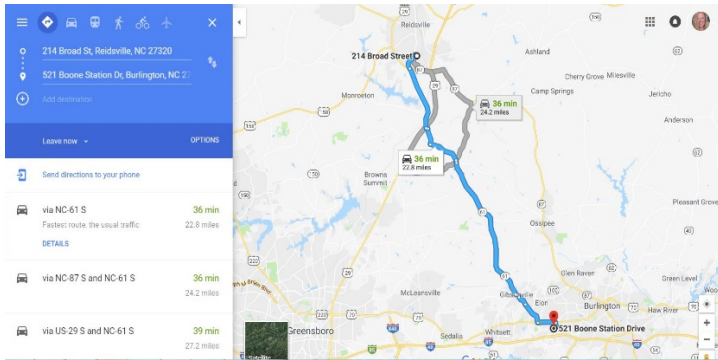 214 Broad St, Reidsville, NC 27320
521 Boone Station Dr, Burlington, NC 27
Add destination
Leave now
OPTIONS
Send directions to your phone
via NC-61 S
36 min
Fastest route, the usual traffic
22.8 miles
DETAILS
via NC-87 S and NC-61 S
36 min
24.2 miles
via US-29 S and NC-61 S
39 min
27.2 miles
Reidsville
214 Broad Street
Ashland
Cherry Grove
Milesville
Camp Springs
Jericho
Monroeton
36 min
24.2 miles
Anderson
36 min
22.8 miles
Browns
Summit
Pleasant Grove
Ossipee
Glen Raven
Green Level
McLeansville
Gibsonville
Elon
Burlington
Haw River
Greensboro
Sedalia
Whitsett
521 Boone Station Drive
Satellite